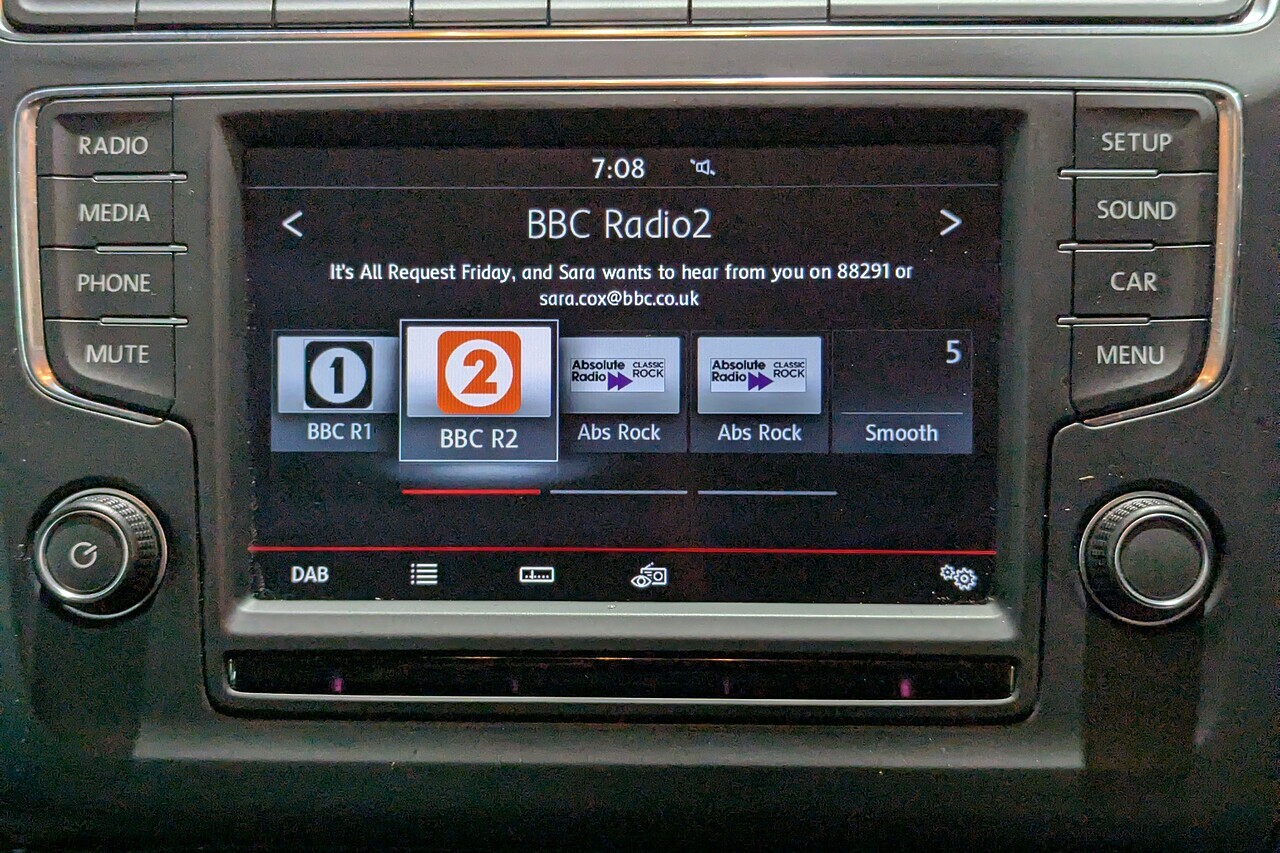 RADIO
MEDIA
PHONE
MUTE
7:08
< BBC Radio2 >
It's All Request Friday, and Sara wants to hear from you on 88291 or
sara.cox@bbc.co.uk
1
BBC R1
2
BBC R2
Absolute Radio CLASSIC ROCK
Abs Rock
Absolute Radio CLASSIC ROCK
Abs Rock
5
Smooth
DAB
SETUP
SOUND
CAR
MENU